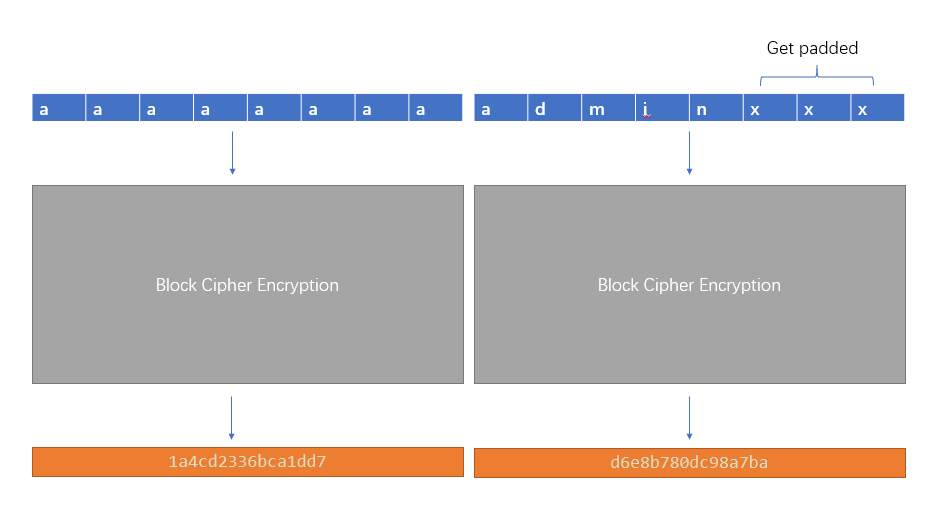 Get padded
a a a a a a a a a d m i n x x x
Block Cipher Encryption Block Cipher Encryption
1a4cd2336bca1dd7 d6e8b780dc98a7ba